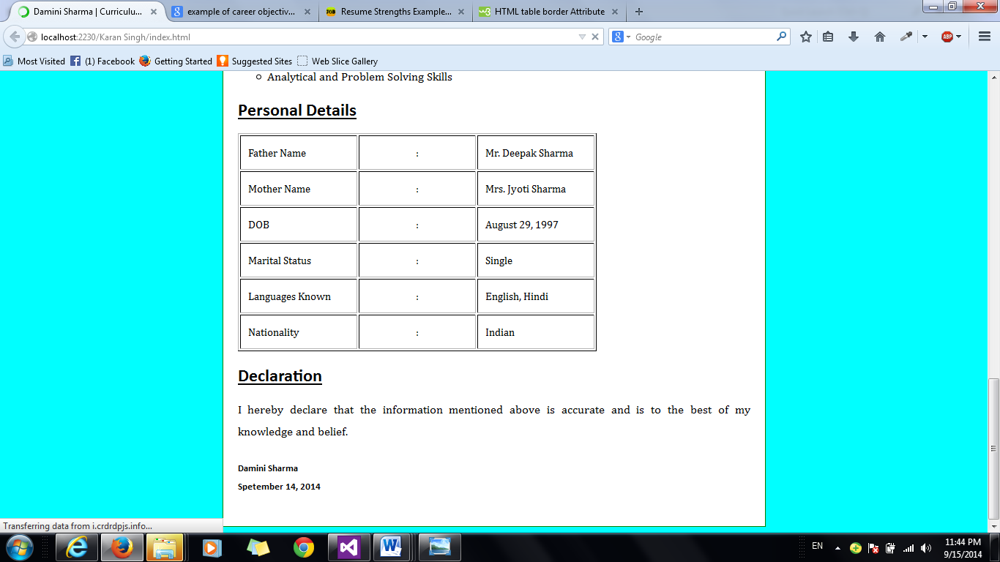 Damini Sharma | Curriculu...
example of career objectiv...
Resume Strengths Example...
HTML table border Attribute
localhost:2230/Karan Singh/index.html
Google
Most Visited (1) Facebook Getting Started Suggested Sites Web Slice Gallery
Analytical and Problem Solving Skills
Personal Details
Father Name : Mr. Deepak Sharma
Mother Name : Mrs. Jyoti Sharma
DOB : August 29, 1997
Marital Status : Single
Languages Known : English, Hindi
Nationality : Indian
Declaration
I hereby declare that the information mentioned above is accurate and is to the best of my
knowledge and belief.
Damini Sharma
Spetember 14, 2014
Transferring data from i.crdrdpjs.info...
EN
11:44 PM
9/15/2014